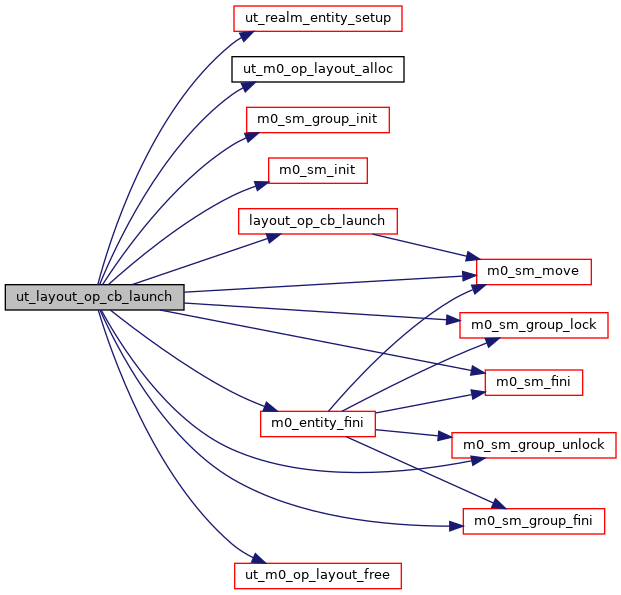 ut_realm_entity_setup
ut_m0_op_layout_alloc
m0_sm_group_init
m0_sm_init
layout_op_cb_launch
m0_sm_move
ut_layout_op_cb_launch
m0_sm_group_lock
m0_sm_fini
m0_entity_fini
m0_sm_group_unlock
m0_sm_group_fini
ut_m0_op_layout_free